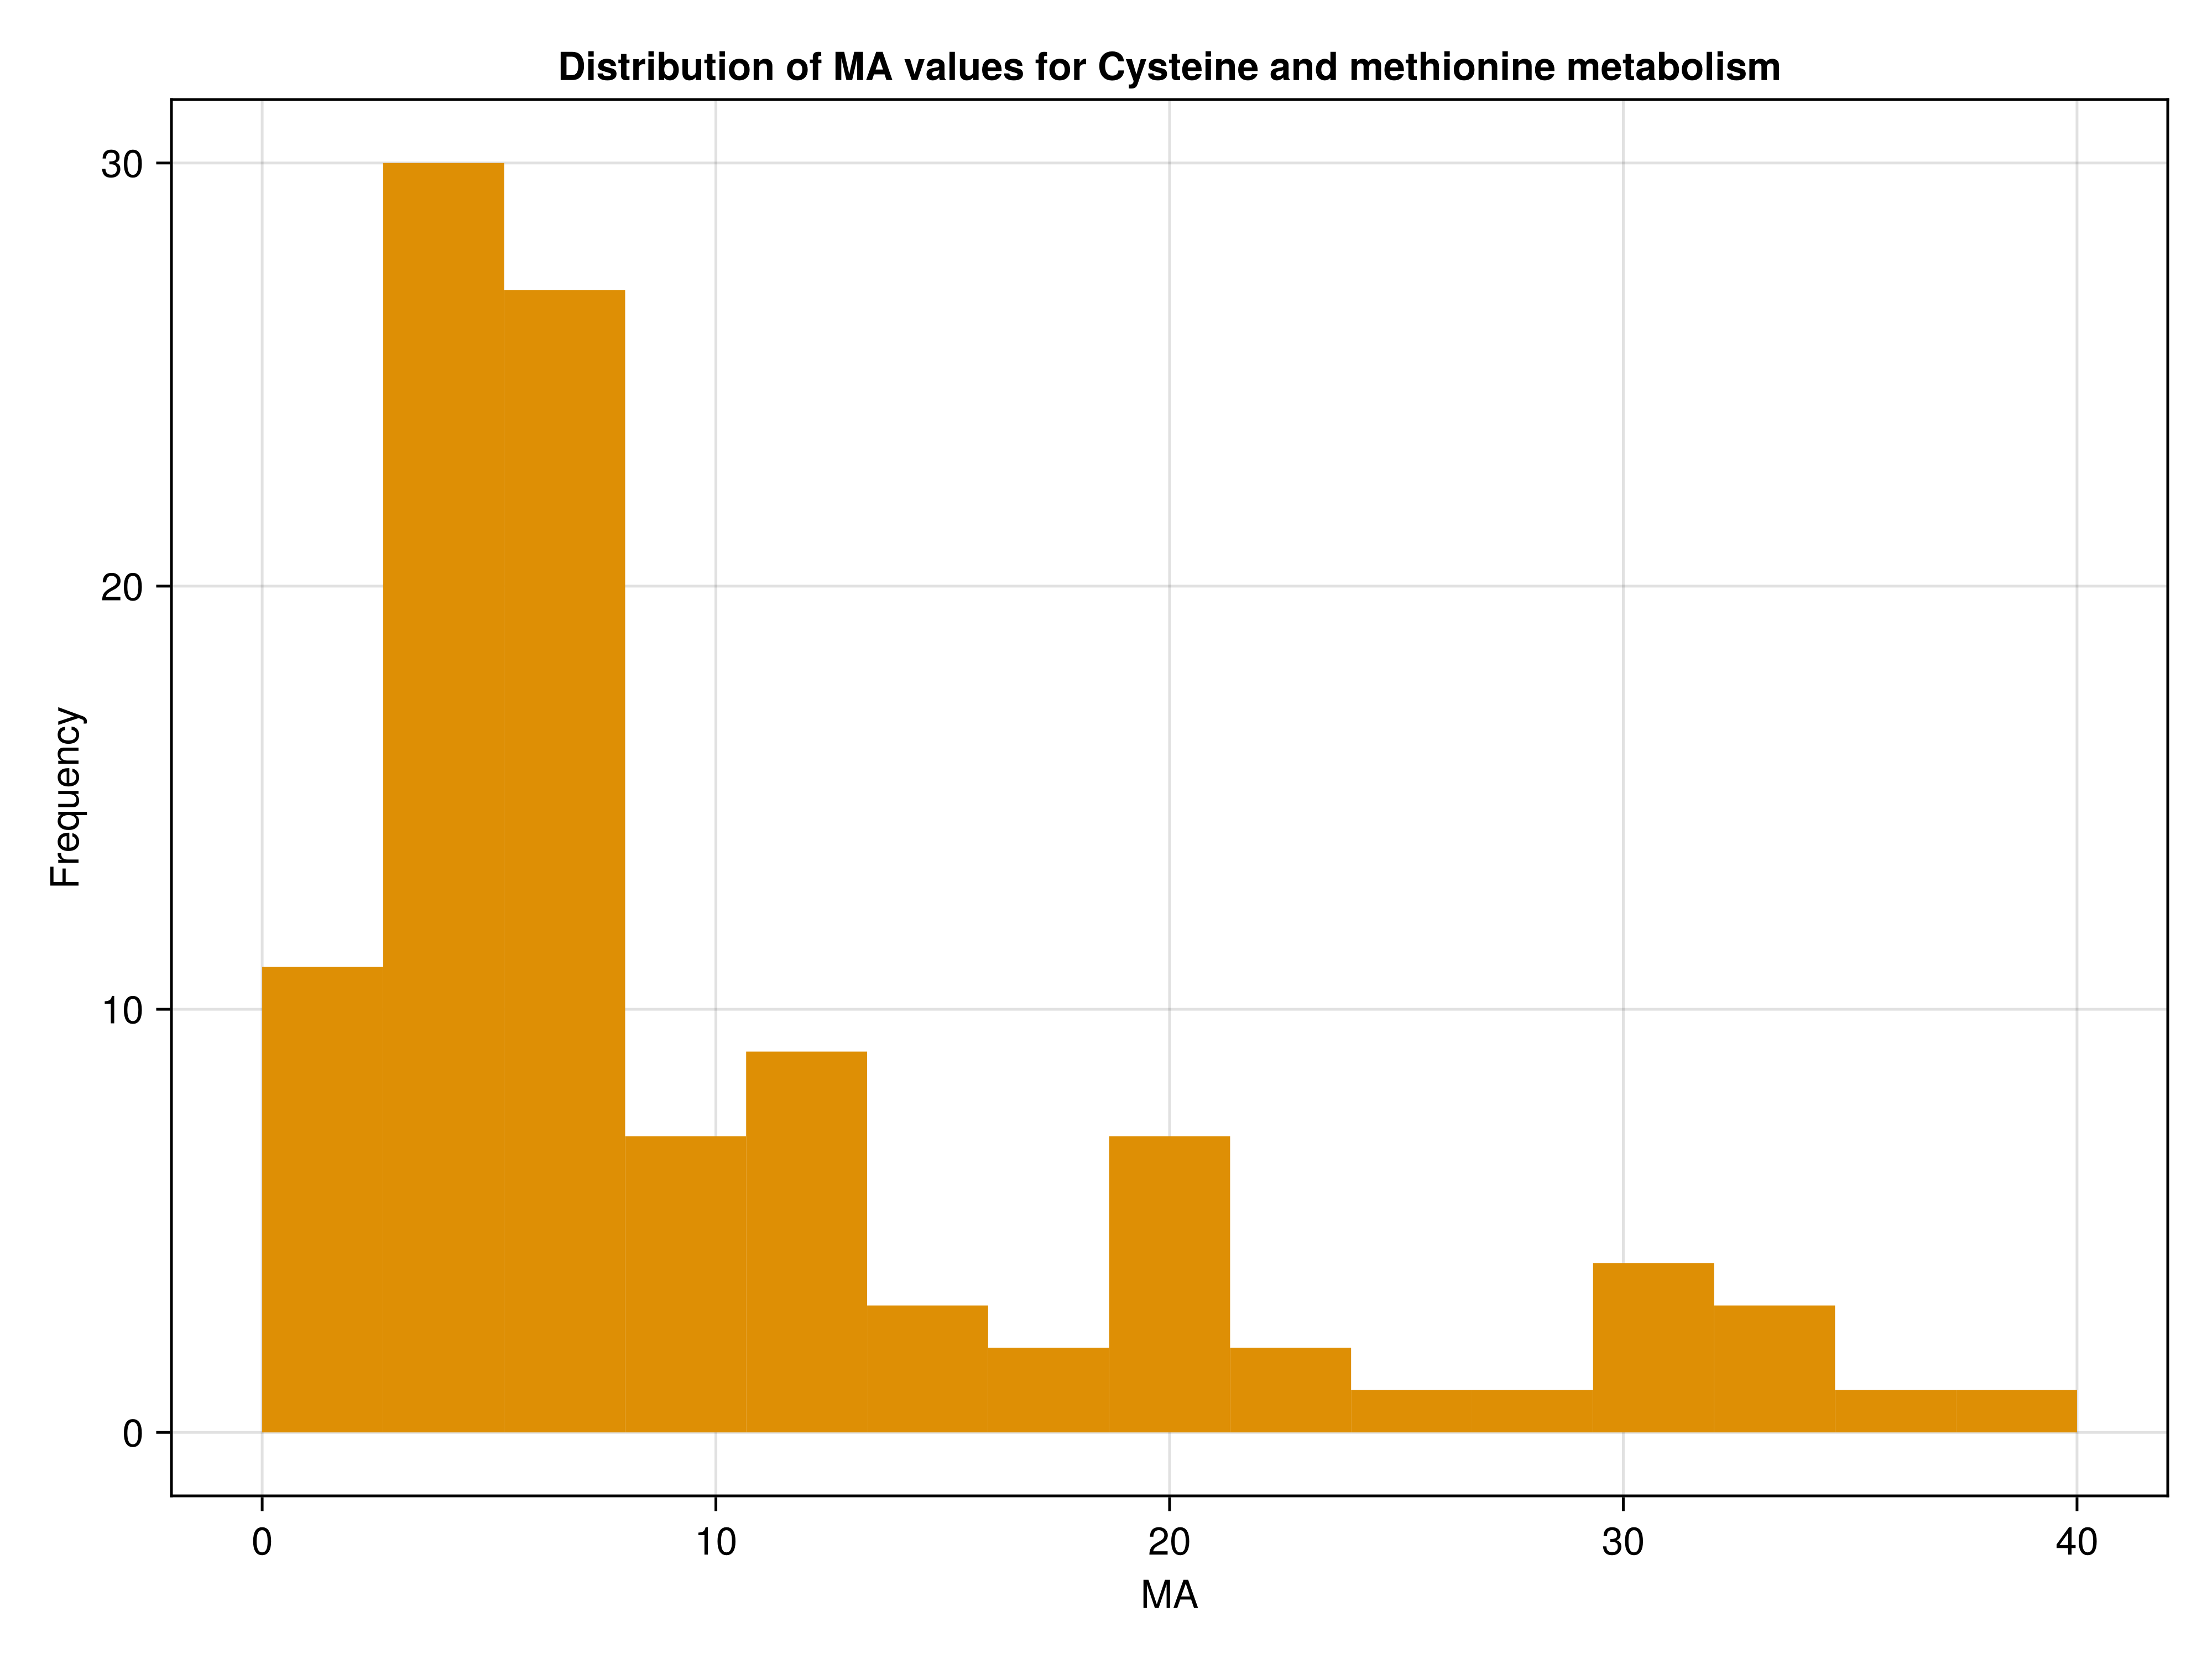 Distribution of MA values for Cysteine and methionine metabolism
30
20
10
0
Frequency
0 10 20 30 40
MA